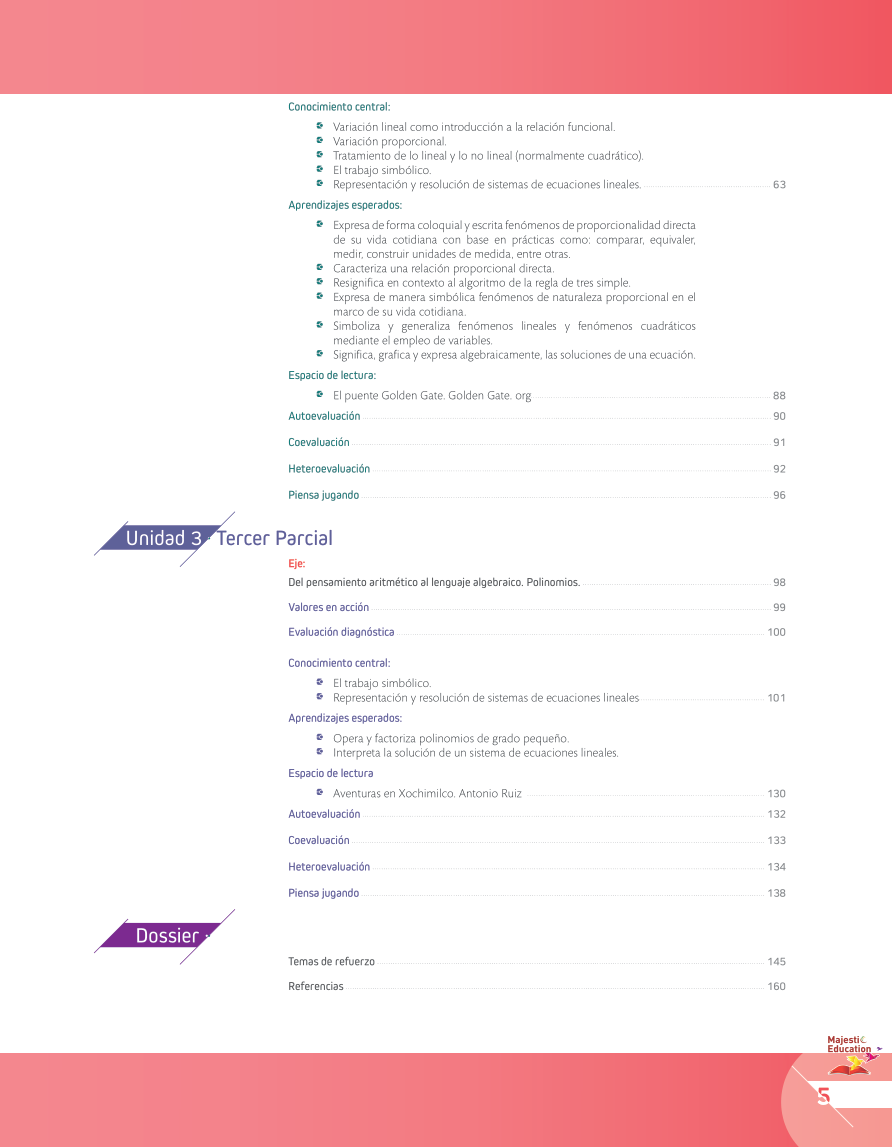 Conocimiento central:
Variación lineal como introducción a la relación funcional.
Variación proporcional.
Tratamiento de lo lineal y lo no lineal (normalmente cuadrático).
El trabajo simbólico.
Representación y resolución de sistemas de ecuaciones lineales. 63
Aprendizajes esperados:
Expresa de forma coloquial y escrita fenómenos de proporcionalidad directa
de su vida cotidiana con base en prácticas como: comparar, equivaler,
medir, construir unidades de medida, entre otras.
Caracteriza una relación proporcional directa.
Resignifica en contexto al algoritmo de la regla de tres simple.
Expresa de manera simbólica fenómenos de naturaleza proporcional en el
marco de su vida cotidiana.
Simboliza y generaliza fenómenos lineales y fenómenos cuadráticos
mediante el empleo de variables.
Significa, grafica y expresa algebraicamente, las soluciones de una ecuación.
Espacio de lectura:
El puente Golden Gate. Golden Gate. org 88
Autoevaluación 90
Coevaluación 91
Heteroevaluación 92
Piensa jugando 96
Unidad 3 · Tercer Parcial
Eje:
Del pensamiento aritmético al lenguaje algebraico. Polinomios. 98
Valores en acción 99
Evaluación diagnóstica 100
Conocimiento central:
El trabajo simbólico.
Representación y resolución de sistemas de ecuaciones lineales 101
Aprendizajes esperados:
Opera y factoriza polinomios de grado pequeño.
Interpreta la solución de un sistema de ecuaciones lineales.
Espacio de lectura
Aventuras en Xochimilco. Antonio Ruiz 130
Autoevaluación 132
Coevaluación 133
Heteroevaluación 134
Piensa jugando 138
Dossier ·
Temas de refuerzo 145
Referencias 160
Majestic
Education
5